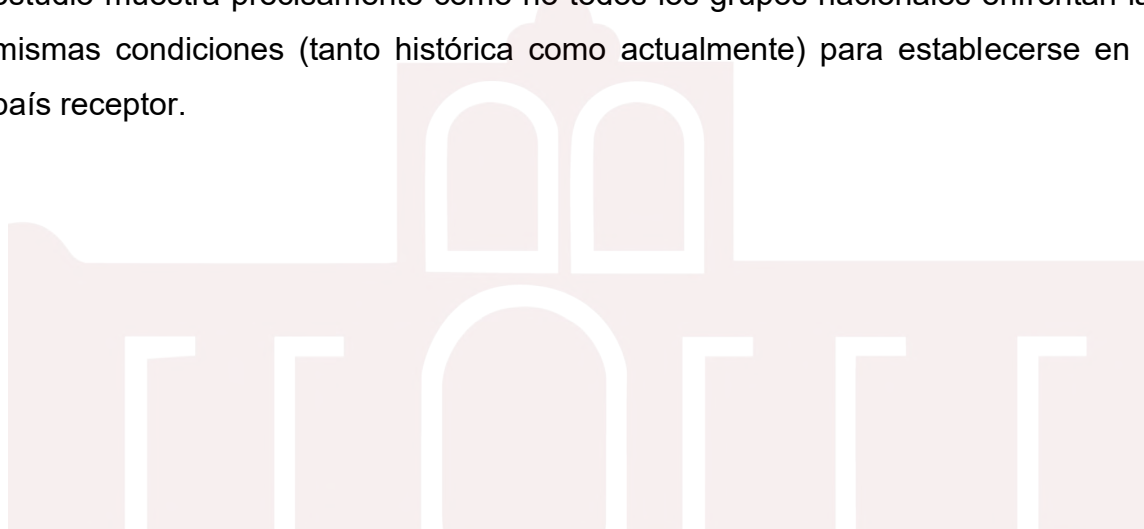 estudio muestra precisamente cómo no todos los grupos nacionales enfrentan
mismas condiciones (tanto histórica como actualmente) para establecerse en
país receptor.